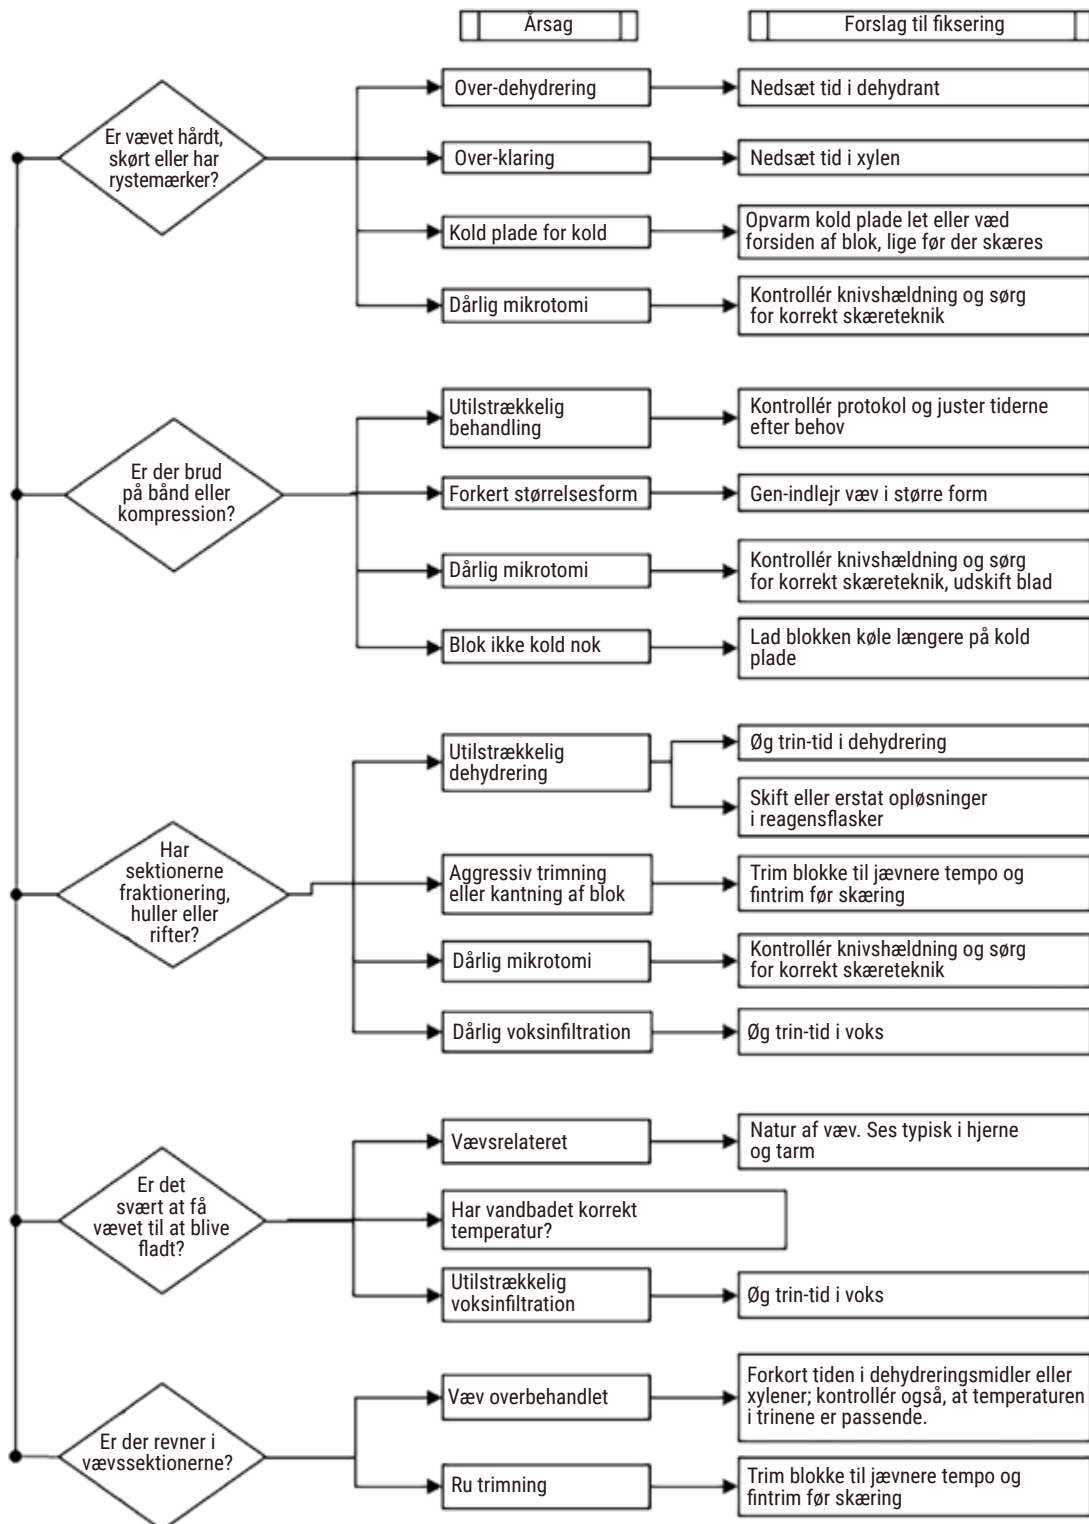 Årsag
Forslag til fiksering
Er vævet hårdt,
skørt eller har
rystemærker?
Over-dehydrering
Nedsæt tid i dehydrant
Over-klaring
Nedsæt tid i xylen
Kold plade for kold
Opvarm kold plade let eller væd
forsiden af blok, lige før der skæres
Dårlig mikrotomi
Kontrollér knivshældning og sørg
for korrekt skæreteknik
Er der brud
på bånd eller
kompression?
Utilstrækkelig
behandling
Kontrollér protokol og juster tiderne
efter behov
Forkert størrelsesform
Gen-indlejr væv i større form
Dårlig mikrotomi
Kontrollér knivshældning og sørg
for korrekt skæreteknik, udskift blad
Blok ikke kold nok
Lad blokken køle længere på kold
plade
Har
sektionerne
fraktionering,
huller eller
rifter?
Utilstrækkelig
dehydrering
Øg trin-tid i dehydrering
Skift eller erstat opløsninger
i reagensflasker
Aggressiv trimning
eller kantning af blok
Trim blokke til jævnere tempo og
fintrim før skæring
Dårlig mikrotomi
Kontrollér knivshældning og sørg
for korrekt skæreteknik
Dårlig voksinfiltration
Øg trin-tid i voks
Er det
svært at få
vævet til at blive
fladt?
Vævsrelateret
Natur af væv. Ses typisk i hjerne
og tarm
Har vandbadet korrekt
temperatur?
Utilstrækkelig
voksinfiltration
Øg trin-tid i voks
Er der revner i
vævssektionerne?
Væv overbehandlet
Forkort tiden i dehydreringsmidler eller
xylener; kontrollér også, at temperaturen
i trinene er passende.
Ru trimning
Trim blokke til jævnere tempo og
fintrim før skæring